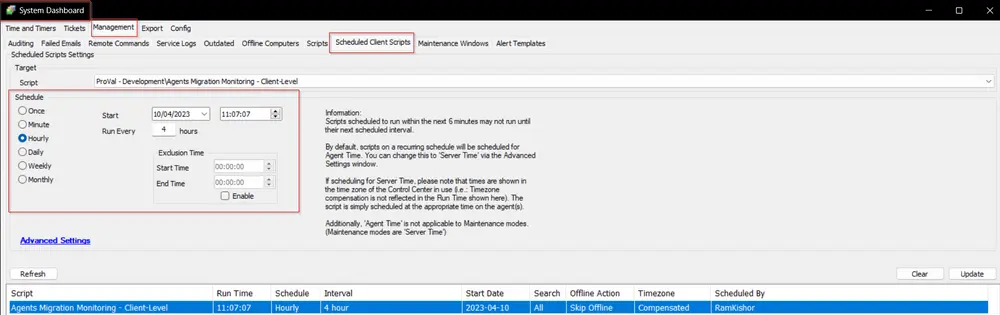 System Dashboard
Time and Timers Tickets Management Export Config
Auditing Failed Emails Remote Commands Service Logs Outdated Offline Computers Scripts Scheduled Client Scripts Maintenance Windows Alert Templates
Scheduled Scripts Settings
Target
Script ProVal - Development\Agents Migration Monitoring - Client-Level
Schedule
Once
Minute
Hourly
Daily
Weekly
Monthly
Start 10/04/2023 11:07:07
Run Every 4 hours
Exclusion Time
Start Time 00:00:00
End Time 00:00:00
Enable
Information:
Scripts scheduled to run within the next 6 minutes may not run until
their next scheduled interval.
By default, scripts on a recurring schedule will be scheduled for
Agent Time. You can change this to 'Server Time' via the Advanced
Settings window.
If scheduling for Server Time, please note that times are shown in
the time zone of the Control Center in use (i.e.: Timezone
compensation is not reflected in the Run Time shown here). The
script is simply scheduled at the appropriate time on the agent(s).
Additionally, 'Agent Time' is not applicable to Maintenance modes.
(Maintenance modes are 'Server Time')
Advanced Settings
Refresh Clear Update
Script Run Time Schedule Interval Start Date Search Offline Action Timezone Scheduled By
Agents Migration Monitoring - Client-Level 11:07:07 Hourly 4 hour 2023-04-10 All Skip Offline Compensated RamKishor